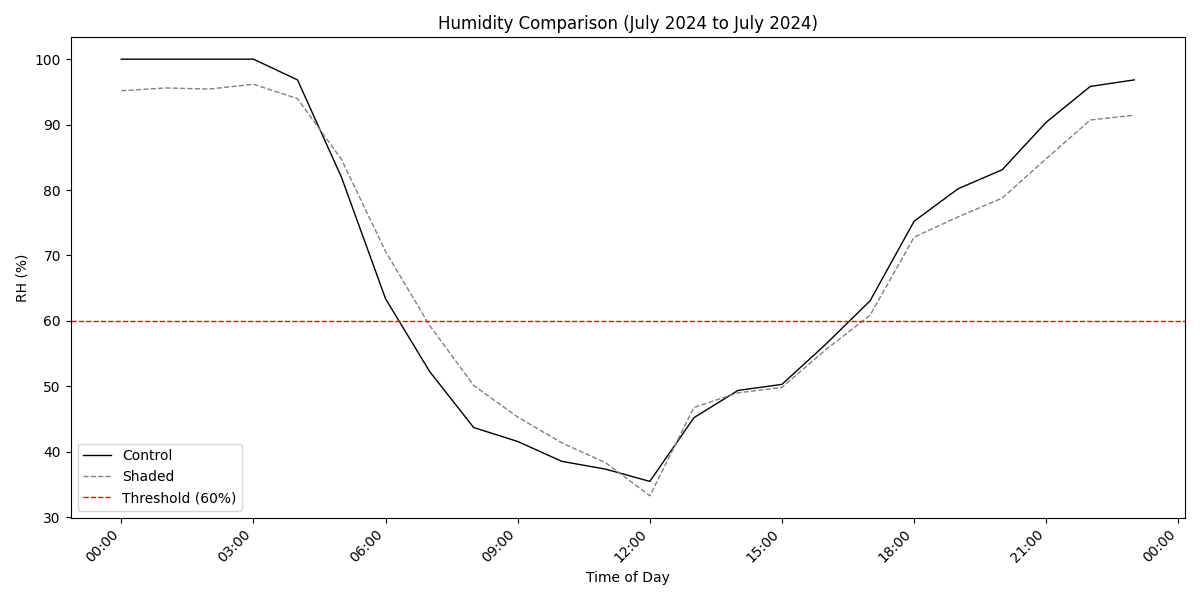 Humidity Comparison (July 2024 to July 2024)
RH (%)
100
90
80
70
60
50
40
30
Control
Shaded
Threshold (60%)
00:00
03:00
06:00
09:00
12:00
15:00
18:00
21:00
00:00
Time of Day